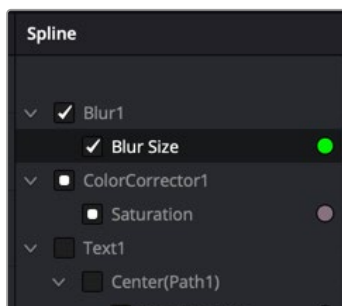 Spline
Blur1
Blur Size
ColorCorrector1
Saturation
Text1
Center(Path1)